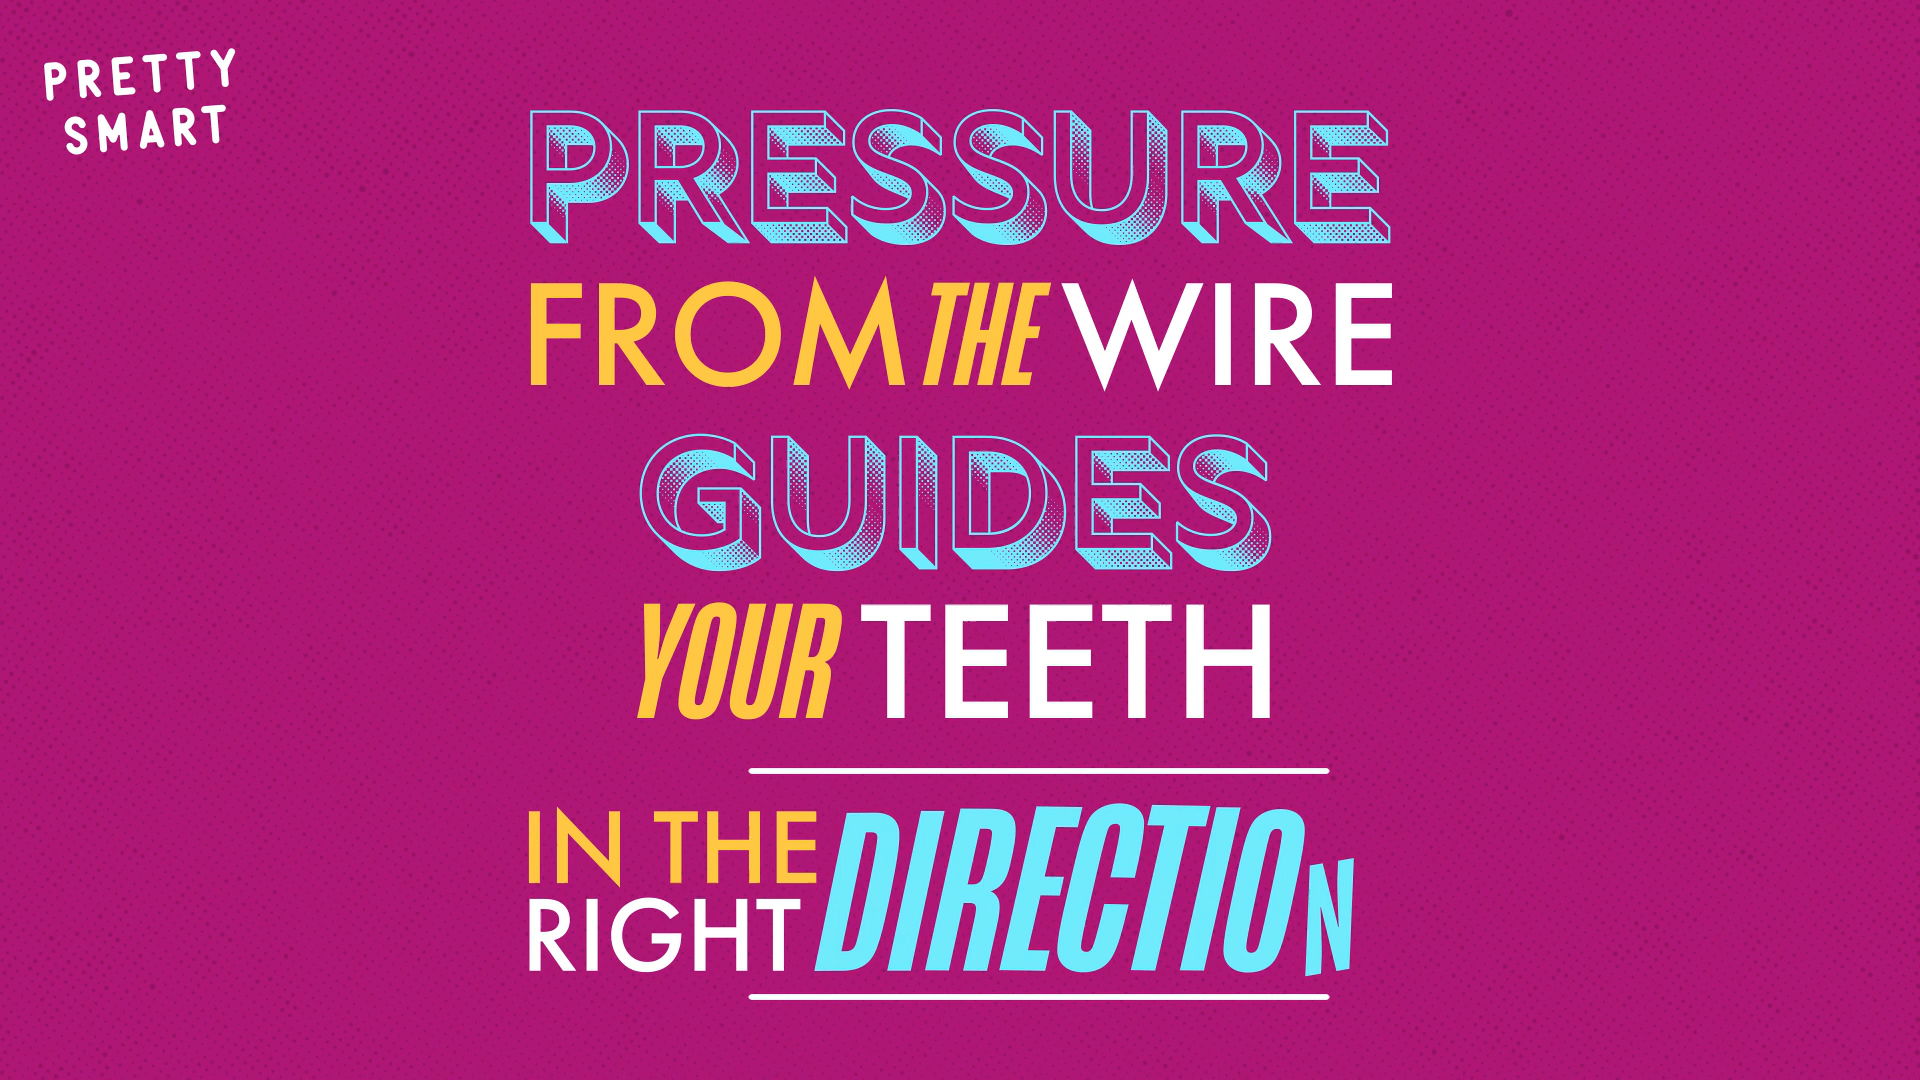 PRETTY
SMART
PRESSURE
FROM THE WIRE
GUIDES
YOUR TEETH
IN THE
RIGHT DIRECTION